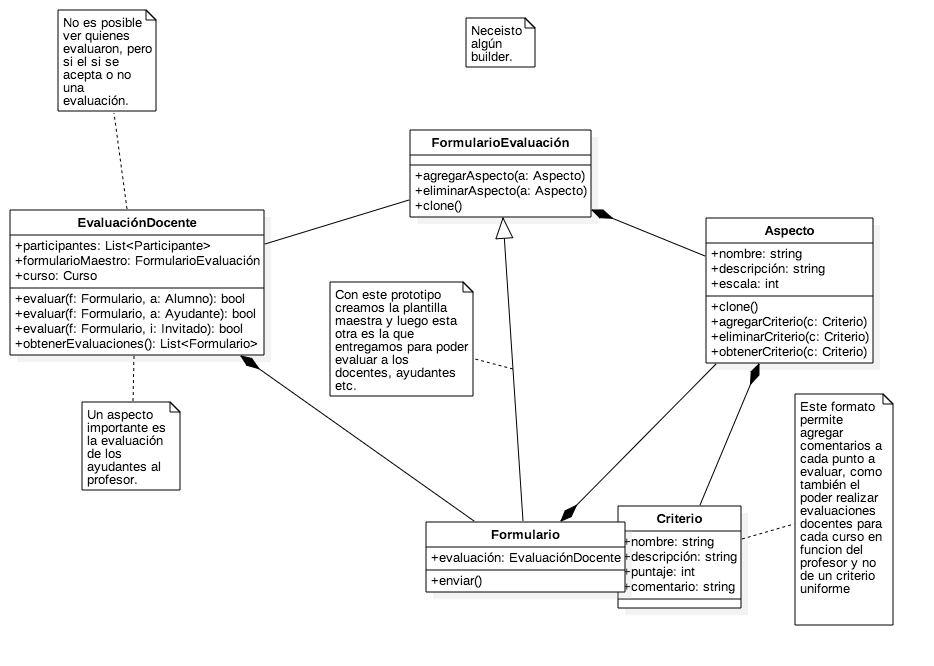 No es posible
ver quienes
evaluaron, pero
si el si se
acepta o no
una
evaluación.
Neceisto
algún
builder.
FormularioEvaluación
+agregarAspecto(a: Aspecto)
+eliminarAspecto(a: Aspecto)
+clone()
EvaluaciónDocente
+participantes: List<Participante>
+formularioMaestro: FormularioEvaluación
+curso: Curso
+evaluar(f: Formulario, a: Alumno): bool
+evaluar(f: Formulario, a: Ayudante): bool
+evaluar(f: Formulario, i: Invitado): bool
+obtenerEvaluaciones(): List<Formulario>
Aspecto
+nombre: string
+descripción: string
+escala: int
+clone()
+agregarCriterio(c: Criterio)
+eliminarCriterio(c: Criterio)
+obtenerCriterio(c: Criterio)
Con este prototipo
creamos la plantilla
maestra y luego esta
otra es la que
entregamos para poder
evaluar a los
docentes, ayudantes
etc.
Un aspecto
importante es
la evaluación
de los
ayudantes al
profesor.
Este formato
permite
agregar
comentarios a
cada punto a
evaluar, como
también el
poder realizar
evaluaciones
docentes para
cada curso en
funcion del
profesor y no
de un criterio
uniforme
Formulario
+evaluación: EvaluaciónDocente
+enviar()
Criterio
+nombre: string
+descripción: string
+puntaje: int
+comentario: string